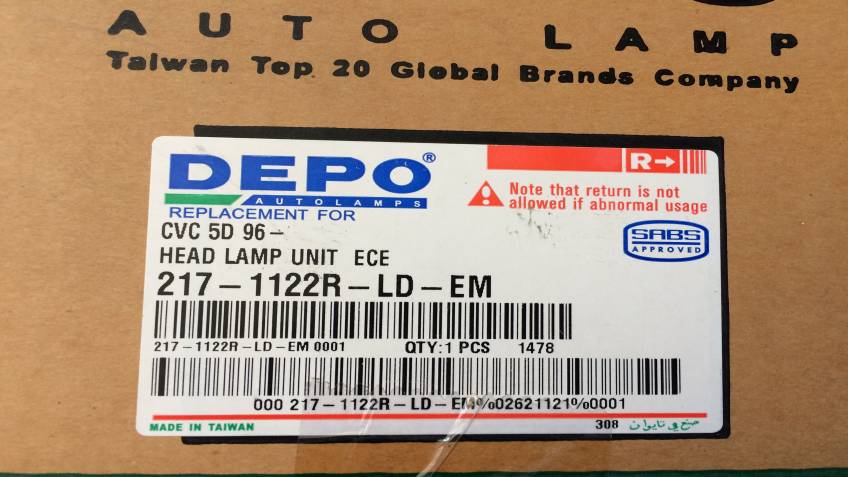 AUTO LAMP
Taiwan Top 20 Global Brands Company
DEPO®
AUTOLAMPS
REPLACEMENT FOR
R→
Note that return is not
allowed if abnormal usage
SABS
APPROVED
CVC 5D 96-
HEAD LAMP UNIT ECE
217-1122R-LD-EM
217-1122R-LD-EM 0001 QTY:1 PCS 1478
000 217-1122R-LD-EM%02621121%0001
MADE IN TAIWAN 308 صنع في تايوان